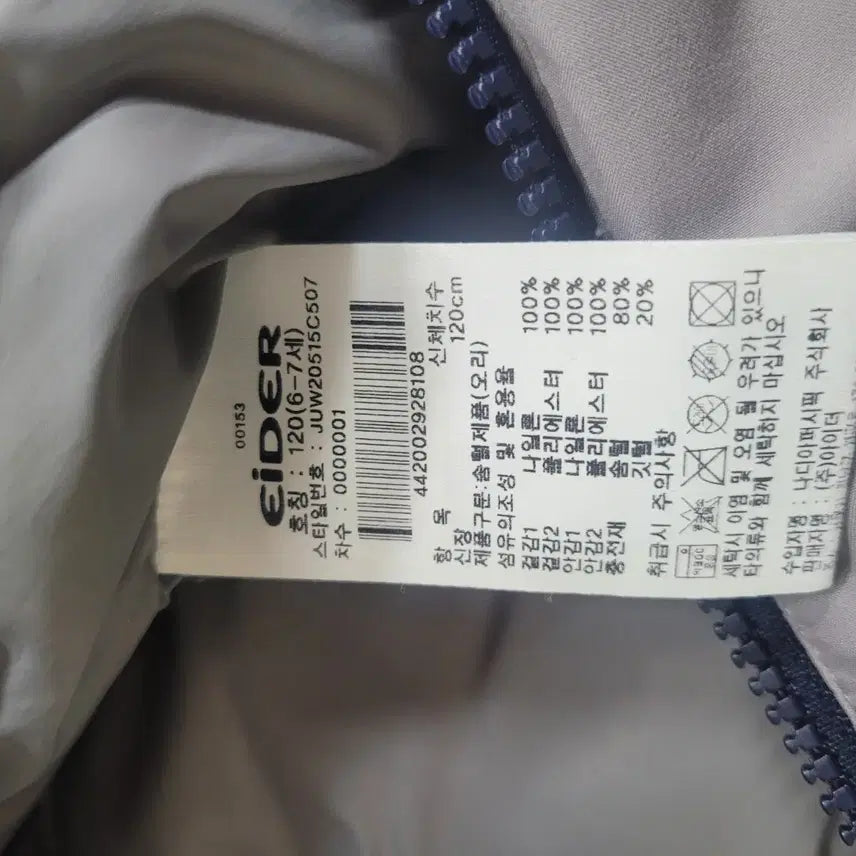 00153
EiDER
호칭 : 120(6-7세)
스타일번호 : JUW20515C507
차수 : 0000001
442002928108
항 목 신체치수
신장 120cm
제품구분:솜털제품(오리)
섬유의조성 및 혼용율
겉감1 나일론 100%
겉감2 폴리에스터 100%
안감1 나일론 100%
안감2 폴리에스터 100%
충전재 솜털 80%
깃털 20%
취급시 주의사항
세탁시 이염 및 오염 될 우려가 있으니
타의류와 함께 세탁하지 마십시오
수입자명 : 나디아퍼시픽 주식회사
판매자명 : (주)아이더